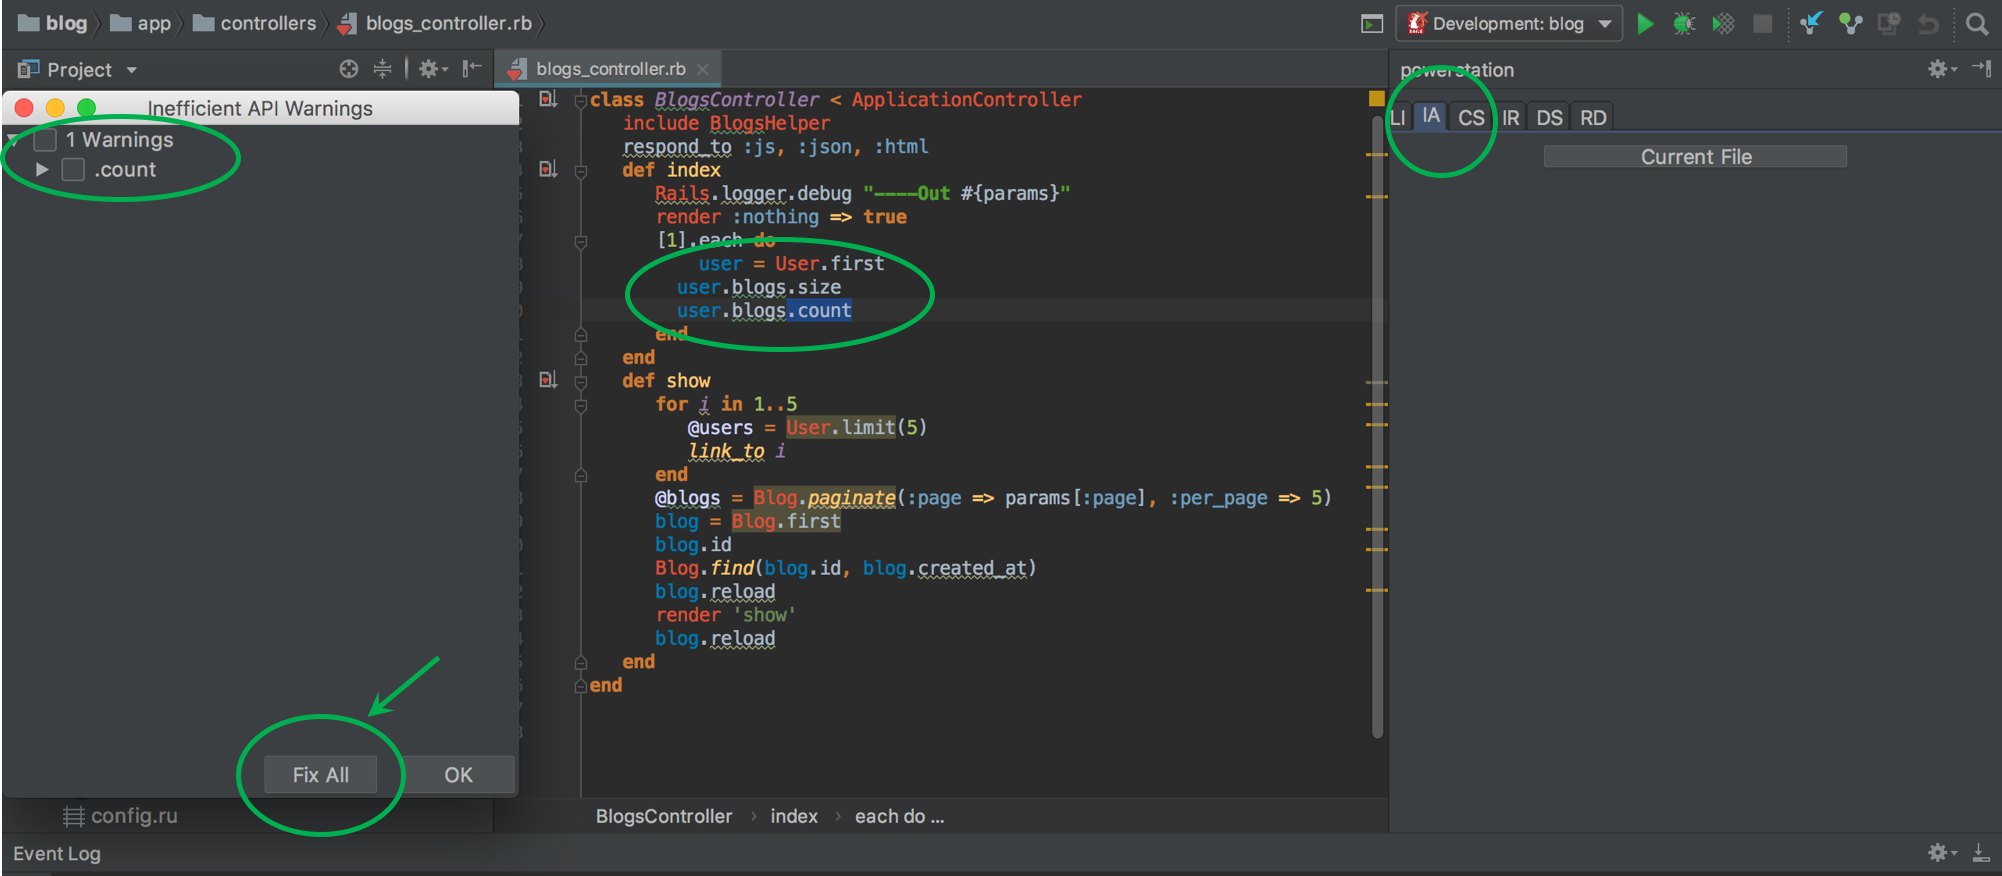 blog app controllers blogs_controller.rb
Development: blog
Project
blogs_controller.rb
powerstation
Inefficient API Warnings
1 Warnings
.count
Fix All
OK
config.ru
class BlogsController < ApplicationController
include BlogsHelper
respond_to :js, :json, :html
def index
Rails.logger.debug "----Out #{params}"
render :nothing => true
[1].each do
user = User.first
user.blogs.size
user.blogs.count
end
end
def show
for i in 1..5
@users = User.limit(5)
link_to i
end
@blogs = Blog.paginate(:page => params[:page], :per_page => 5)
blog = Blog.first
blog.id
Blog.find(blog.id, blog.created_at)
blog.reload
render 'show'
blog.reload
end
end
LI IA CS IR DS RD
Current File
BlogsController › index › each do ...
Event Log